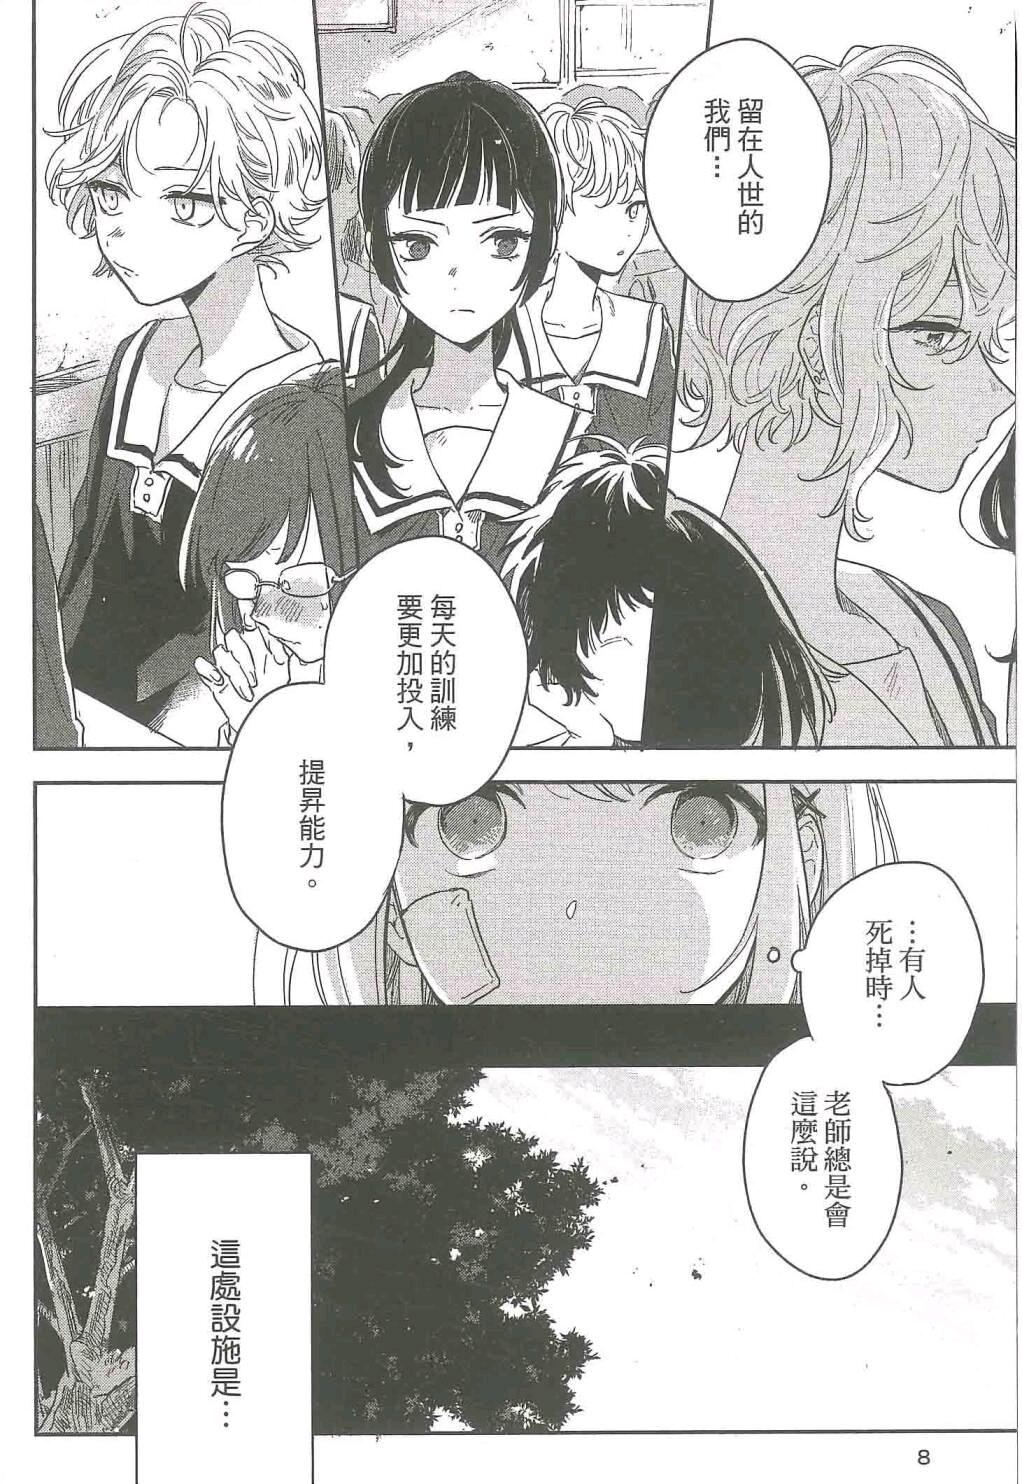 留在人世的
我們…
每天的訓練
要更加投入，
提昇能力。
…有人
死掉時…
老師總是會
這麼說。
這處設施是…
8